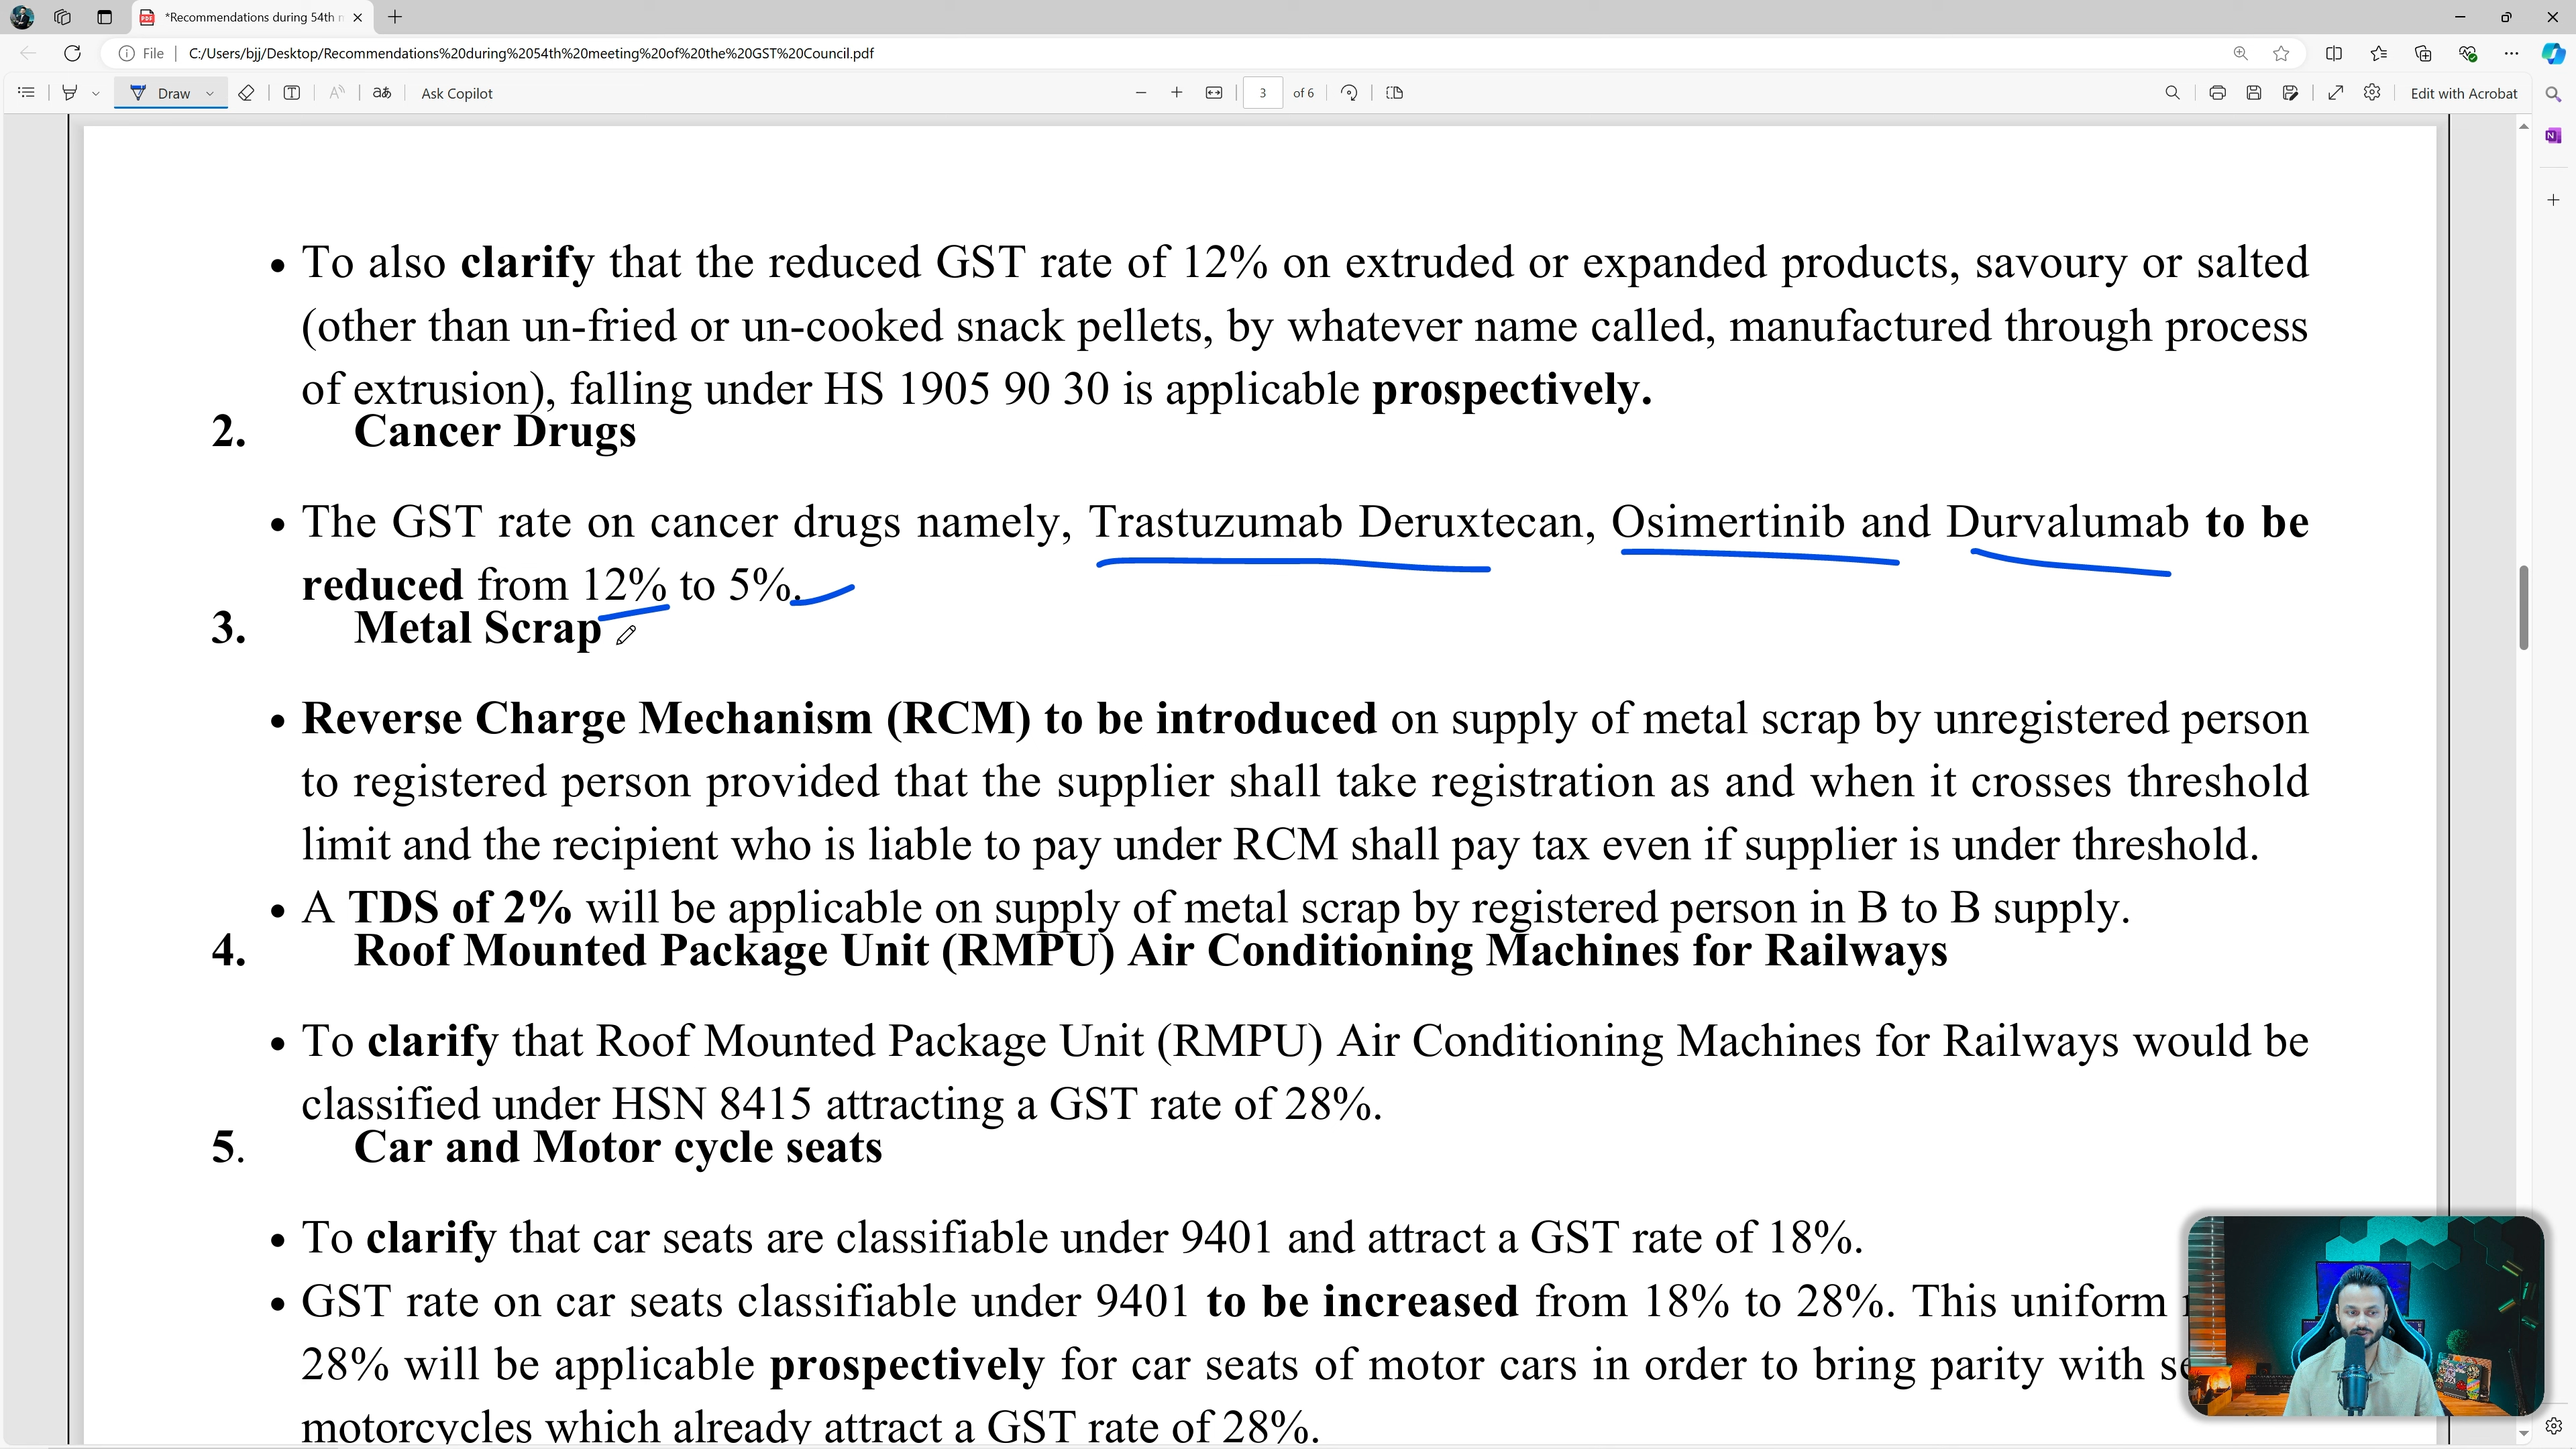 *Recommendations during 54th
File
C:/Users/bjj/Desktop/Recommendations%20during%2054th%20meeting%20of%20the%20GST%20Council.pdf
Draw
Ask Copilot
3
of 6
Edit with Acrobat
• To also clarify that the reduced GST rate of 12% on extruded or expanded products, savoury or salted
(other than un-fried or un-cooked snack pellets, by whatever name called, manufactured through process
of extrusion), falling under HS 1905 90 30 is applicable prospectively.
2. Cancer Drugs
• The GST rate on cancer drugs namely, Trastuzumab Deruxtecan, Osimertinib and Durvalumab to be
reduced from 12% to 5%.
3. Metal Scrap
• Reverse Charge Mechanism (RCM) to be introduced on supply of metal scrap by unregistered person
to registered person provided that the supplier shall take registration as and when it crosses threshold
limit and the recipient who is liable to pay under RCM shall pay tax even if supplier is under threshold.
• A TDS of 2% will be applicable on supply of metal scrap by registered person in B to B supply.
4. Roof Mounted Package Unit (RMPU) Air Conditioning Machines for Railways
• To clarify that Roof Mounted Package Unit (RMPU) Air Conditioning Machines for Railways would be
classified under HSN 8415 attracting a GST rate of 28%.
5. Car and Motor cycle seats
• To clarify that car seats are classifiable under 9401 and attract a GST rate of 18%.
• GST rate on car seats classifiable under 9401 to be increased from 18% to 28%. This uniform
28% will be applicable prospectively for car seats of motor cars in order to bring parity with
motorcycles which already attract a GST rate of 28%.